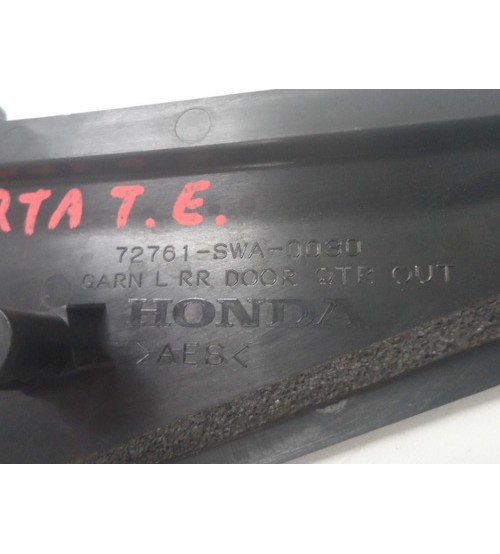 RTA T.E.
72761-SWA-0030
GARN L RR DOOR QTR OUT
HONDA
>AES<